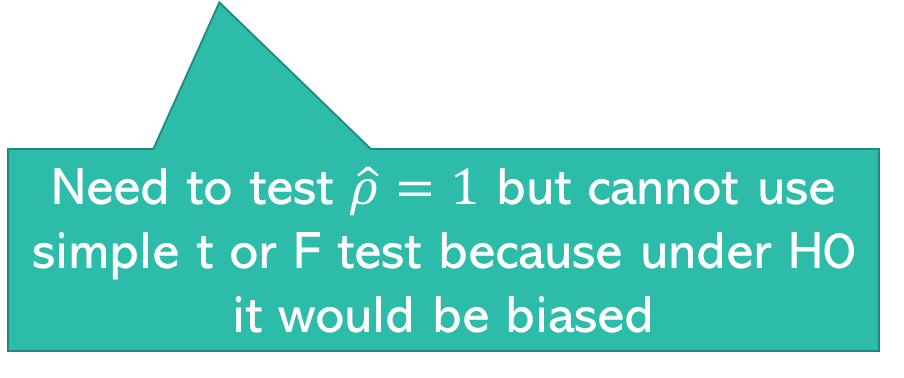 Need to test ρ̂ = 1 but cannot use
simple t or F test because under H0
it would be biased